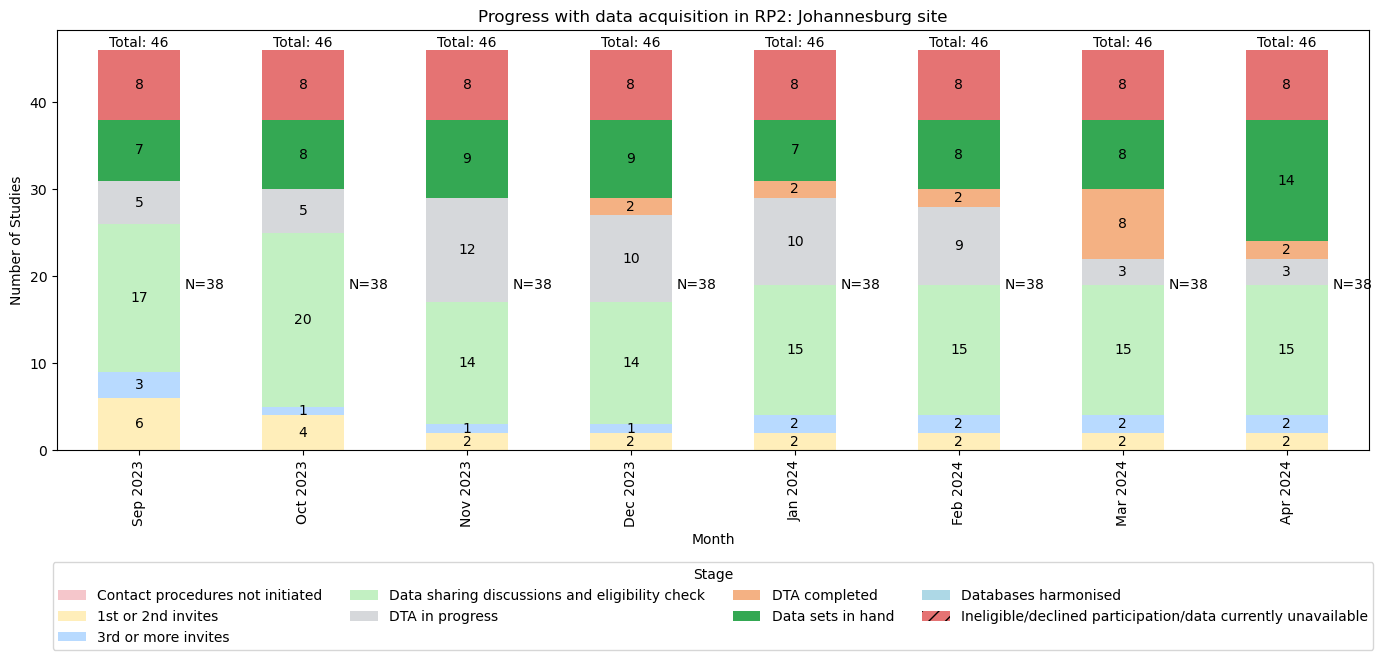 Progress with data acquisition in RP2: Johannesburg site
Total: 46 Total: 46 Total: 46 Total: 46 Total: 46 Total: 46 Total: 46 Total: 46
8 8 8 8 8 8 8 8
7 8 9 9 7 8 8 14
2 2 2 8 2
5 5 12 10 10 9 3 3
17 20 14 14 15 15 15 15
3 1 1 1 2 2 2 2
6 4 2 2 2 2 2 2
N=38 N=38 N=38 N=38 N=38 N=38 N=38 N=38
Number of Studies
40
30
20
10
0
Sep 2023 Oct 2023 Nov 2023 Dec 2023 Jan 2024 Feb 2024 Mar 2024 Apr 2024
Month
Stage
Contact procedures not initiated
1st or 2nd invites
3rd or more invites
Data sharing discussions and eligibility check
DTA in progress
DTA completed
Data sets in hand
Databases harmonised
Ineligible/declined participation/data currently unavailable